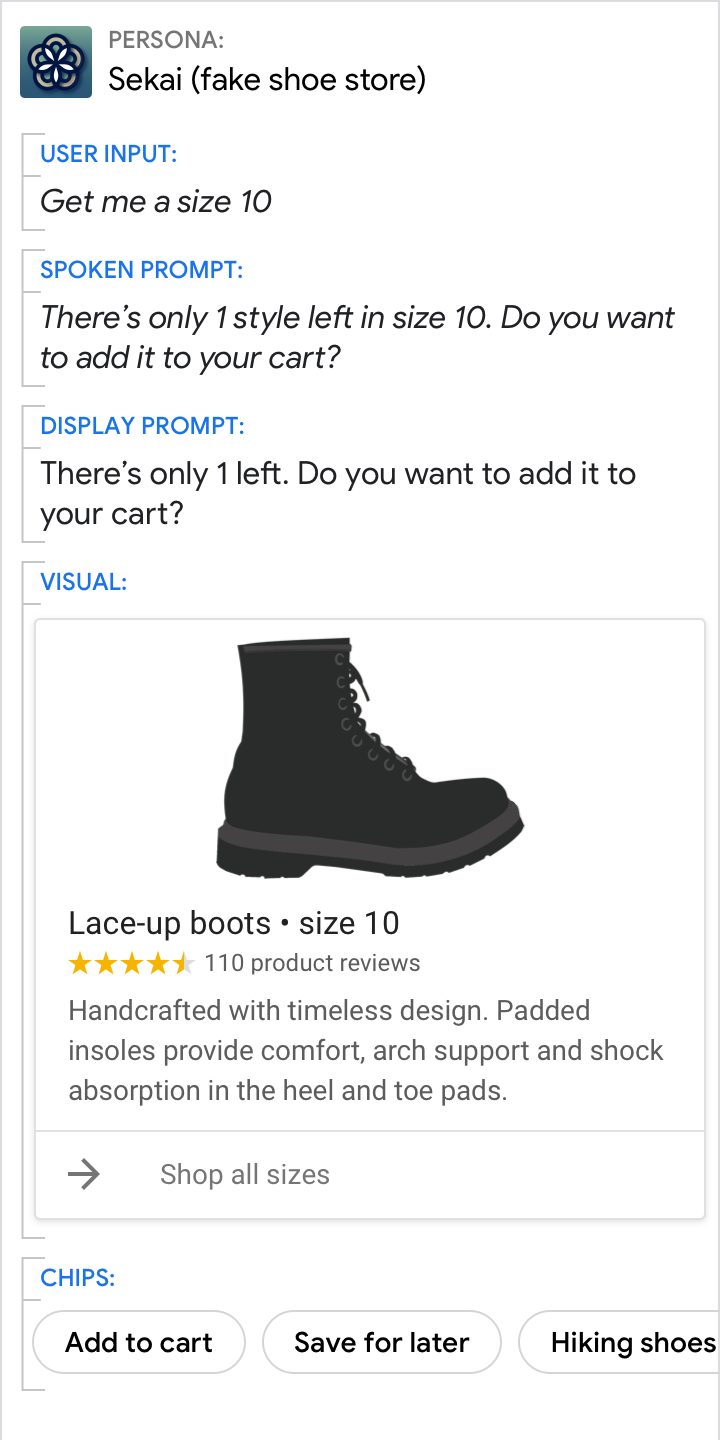 PERSONA:
Sekai (fake shoe store)
USER INPUT:
Get me a size 10
SPOKEN PROMPT:
There’s only 1 style left in size 10. Do you want
to add it to your cart?
DISPLAY PROMPT:
There’s only 1 left. Do you want to add it to
your cart?
VISUAL:
Lace-up boots • size 10
110 product reviews
Handcrafted with timeless design. Padded
insoles provide comfort, arch support and shock
absorption in the heel and toe pads.
Shop all sizes
CHIPS:
Add to cart Save for later Hiking shoes